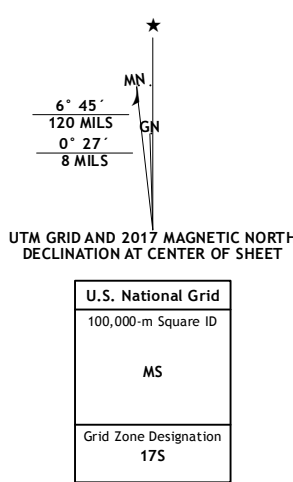 ★
MN
6° 45´
120 MILS
GN
0° 27´
8 MILS
UTM GRID AND 2017 MAGNETIC NORTH
DECLINATION AT CENTER OF SHEET
U.S. National Grid
100,000-m Square ID
MS
Grid Zone Designation
17S